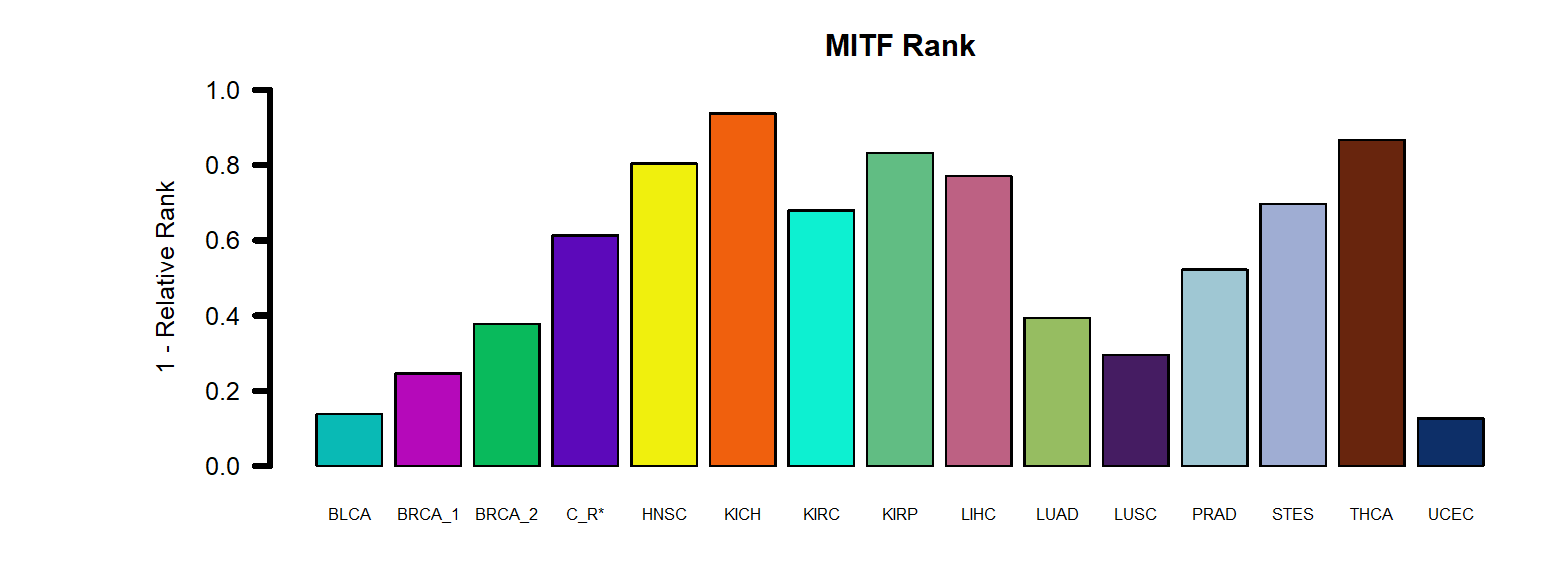 MITF Rank
1 - Relative Rank
1.0
0.8
0.6
0.4
0.2
0.0
BLCA BRCA_1 BRCA_2 C_R* HNSC KICH KIRC KIRP LIHC LUAD LUSC PRAD STES THCA UCEC